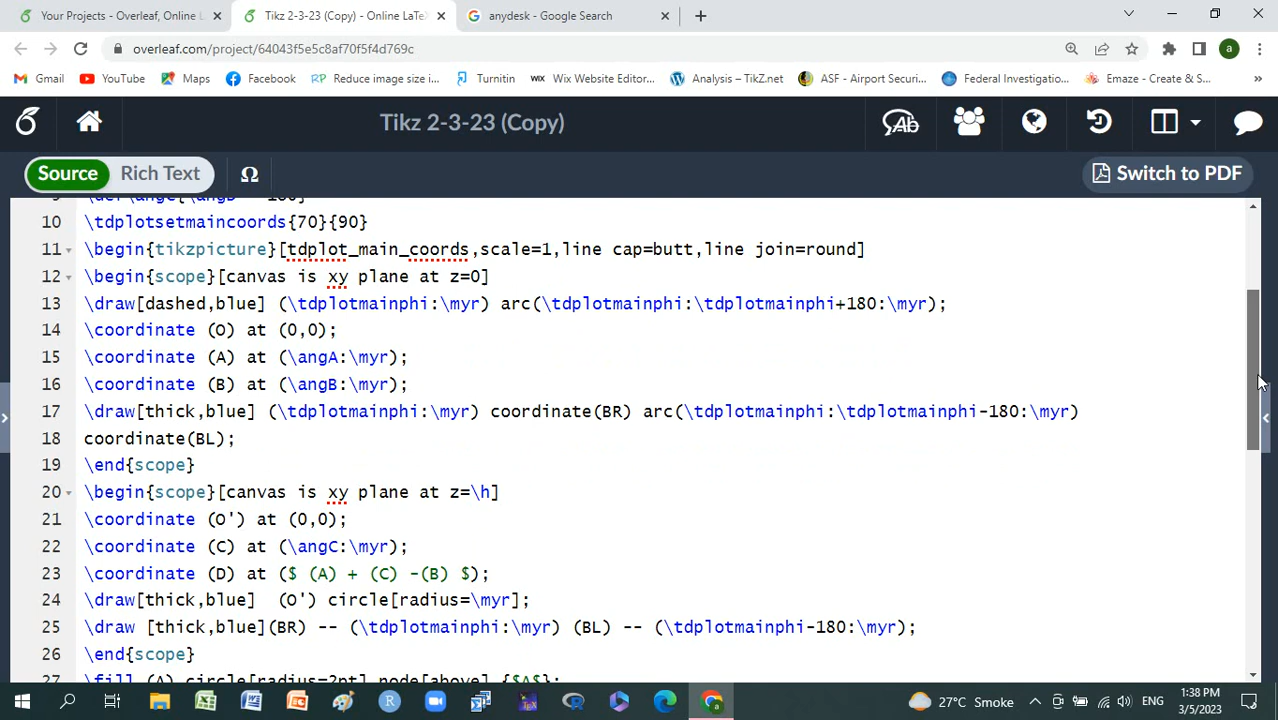 Your Projects - Overleaf, Online L
Tikz 2-3-23 (Copy) - Online LaTe
anydesk - Google Search
overleaf.com/project/64043f5e5c8af70f5f4d769c
a
Gmail
YouTube
Maps
Facebook
Reduce image size i...
Turnitin
Wix Website Editor...
Analysis – TikZ.net
ASF - Airport Securi...
Federal Investigatio...
Emaze - Create & S...
Tikz 2-3-23 (Copy)
Source
Rich Text
Ω
Switch to PDF
10 \tdplotsetmaincoords{70}{90}
11 \begin{tikzpicture}[tdplot_main_coords,scale=1,line cap=butt,line join=round]
12 \begin{scope}[canvas is xy plane at z=0]
13 \draw[dashed,blue] (\tdplotmainphi:\myr) arc(\tdplotmainphi:\tdplotmainphi+180:\myr);
14 \coordinate (O) at (0,0);
15 \coordinate (A) at (\angA:\myr);
16 \coordinate (B) at (\angB:\myr);
17 \draw[thick,blue] (\tdplotmainphi:\myr) coordinate(BR) arc(\tdplotmainphi:\tdplotmainphi-180:\myr)
18 coordinate(BL);
19 \end{scope}
20 \begin{scope}[canvas is xy plane at z=\h]
21 \coordinate (O') at (0,0);
22 \coordinate (C) at (\angC:\myr);
23 \coordinate (D) at ($ (A) + (C) -(B) $);
24 \draw[thick,blue]  (O') circle[radius=\myr];
25 \draw [thick,blue](BR) -- (\tdplotmainphi:\myr) (BL) -- (\tdplotmainphi-180:\myr);
26 \end{scope}
27 \fill (A) circle[radius=2pt] node[above] {$A$};
27°C Smoke
ENG
1:38 PM
3/5/2023